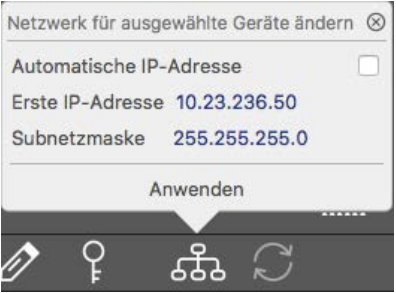 Netzwerk für ausgewählte Geräte ändern
Automatische IP-Adresse
Erste IP-Adresse 10.23.236.50
Subnetzmaske 255.255.255.0
Anwenden